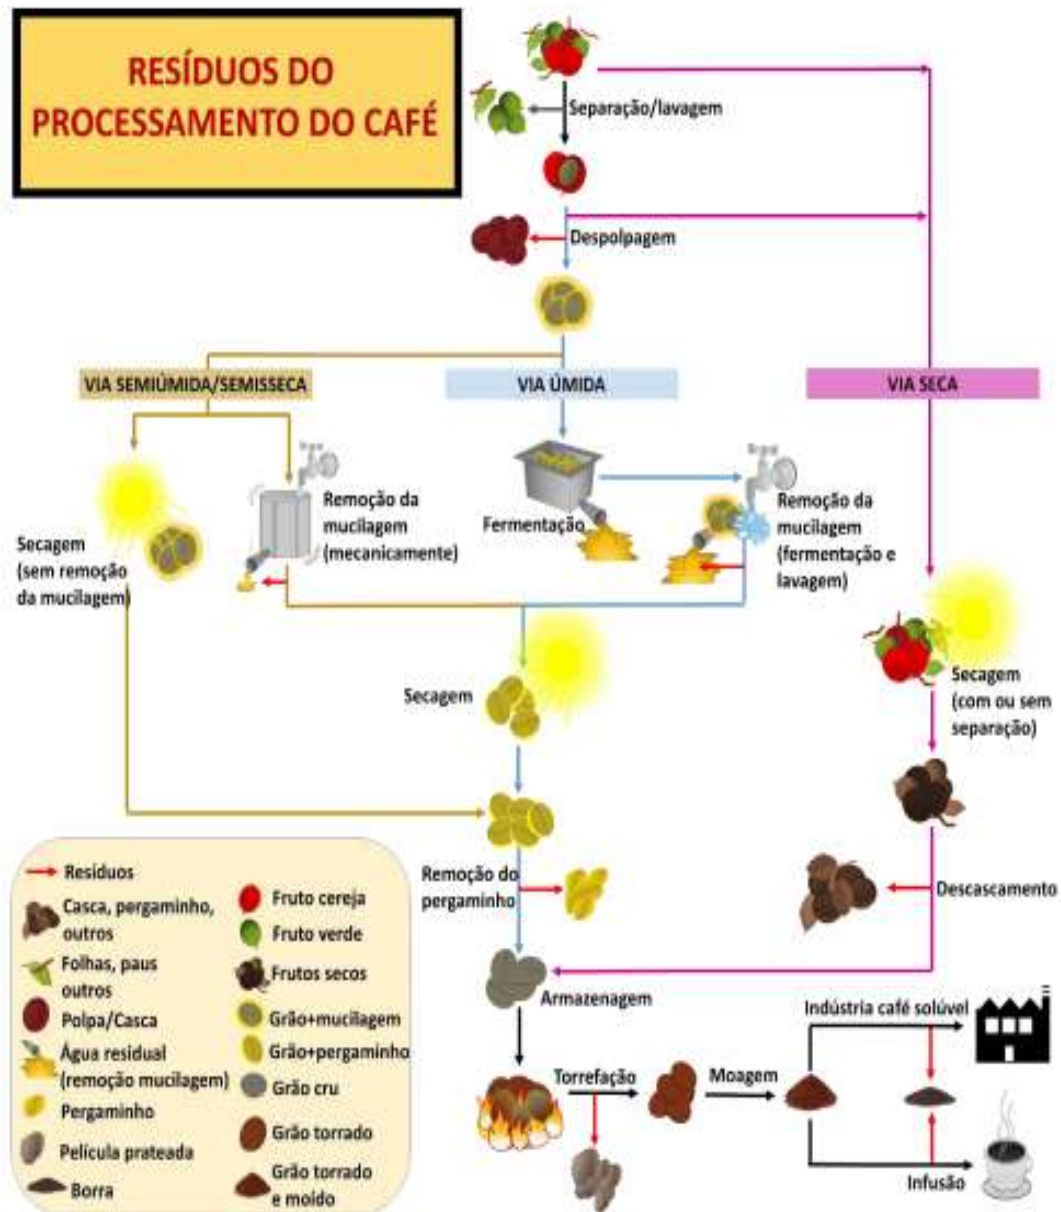 RESÍDUOS DO
PROCESSAMENTO DO CAFÉ
Separação/lavagem
Despolpagem
VIA SEMIÚMIDA/SEMISSECA
VIA ÚMIDA
VIA SECA
Secagem
(sem remoção
da mucilagem)
Remoção da
mucilagem
(mecanicamente)
Fermentação
Remoção da
mucilagem
(fermentação e
lavagem)
Secagem
Secagem
(com ou sem
separação)
Remoção do
pergaminho
Descascamento
Armazenagem
Torrefação
Moagem
Indústria café solúvel
Infusão
Resíduos
Casca, pergaminho,
outros
Folhas, paus
outros
Polpa/Casca
Água residual
(remoção mucilagem)
Pergaminho
Película prateada
Borra
Fruto cereja
Fruto verde
Frutos secos
Grão+mucilagem
Grão+pergaminho
Grão cru
Grão torrado
Grão torrado
e moído